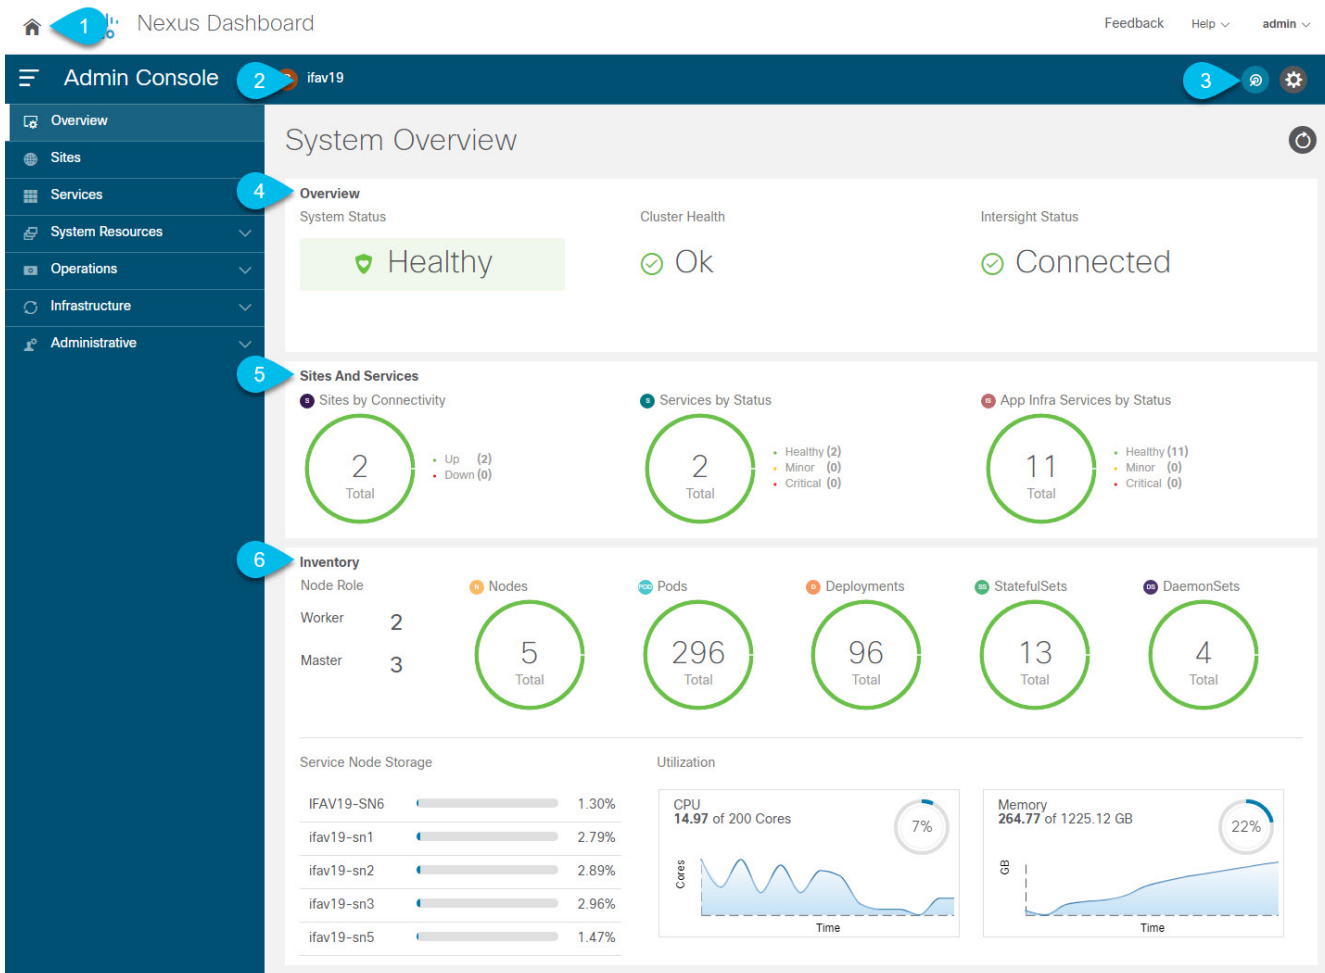 1
Nexus Dashboard
Feedback
Help
admin
Admin Console
2
ifav19
3
Overview
Sites
Services
System Resources
Operations
Infrastructure
Administrative
System Overview
4
Overview
System Status
Cluster Health
Intersight Status
Healthy
Ok
Connected
5
Sites And Services
S Sites by Connectivity
S Services by Status
IS App Infra Services by Status
2
Total
Up (2)
Down (0)
2
Total
Healthy (2)
Minor (0)
Critical (0)
11
Total
Healthy (11)
Minor (0)
Critical (0)
6
Inventory
Node Role
Worker 2
Master 3
N Nodes
5
Total
POD Pods
296
Total
D Deployments
96
Total
SS StatefulSets
13
Total
DS DaemonSets
4
Total
Service Node Storage
IFAV19-SN6 1.30%
ifav19-sn1 2.79%
ifav19-sn2 2.89%
ifav19-sn3 2.96%
ifav19-sn5 1.47%
Utilization
CPU
14.97 of 200 Cores
7%
Cores
Time
Memory
264.77 of 1225.12 GB
22%
GB
Time